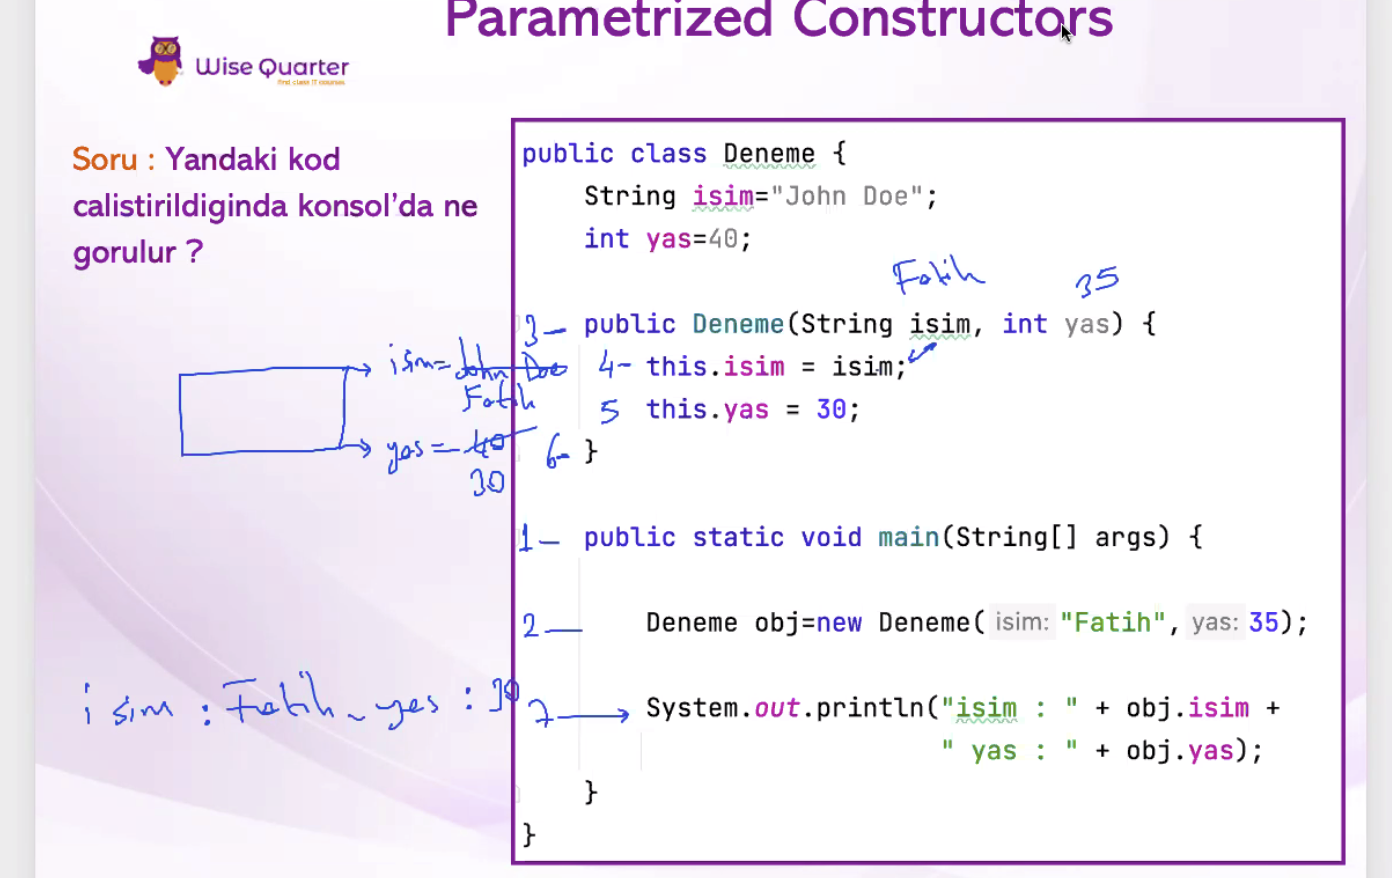 Parametrized Constructors
Wise Quarter
first class IT courses
Soru : Yandaki kod
calistirildiginda konsol'da ne
gorulur ?
public class Deneme {
String isim="John Doe";
int yas=40;
Fatih 35
3- public Deneme(String isim, int yas) {
isim= John Doe
4- this.isim = isim;
Fatih
5 this.yas = 30;
yas = 40
6- }
30
1- public static void main(String[] args) {
2- Deneme obj=new Deneme( isim: "Fatih", yas: 35);
isim : Fatih yas : 30
7 System.out.println("isim : " + obj.isim +
" yas : " + obj.yas);
}
}